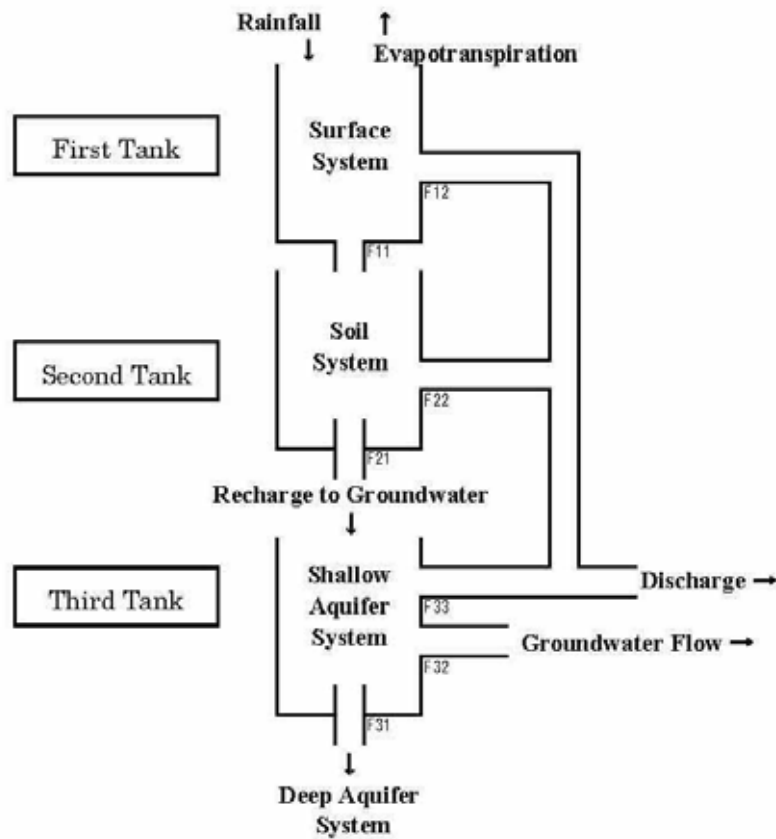 Rainfall
Evapotranspiration
First Tank
Surface
System
F12
F11
Second Tank
Soil
System
F22
F21
Recharge to Groundwater
Third Tank
Shallow
Aquifer
System
Discharge
F33
Groundwater Flow
F32
F31
Deep Aquifer
System